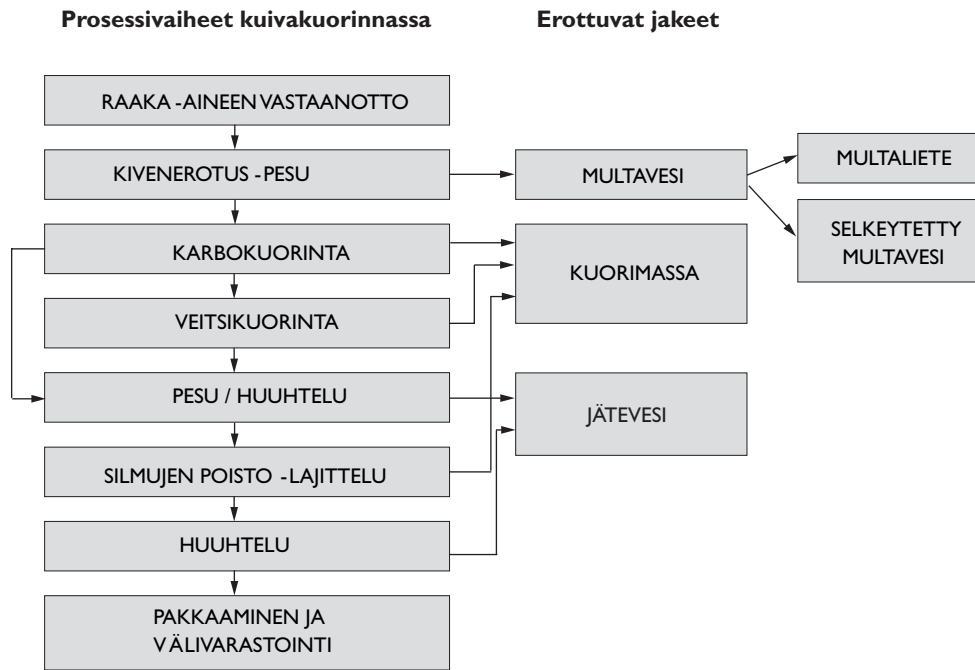 Prosessivaiheet kuivakuorinnassa
Erottuvat jakeet
RAAKA -AINEEN VASTAANOTTO
KIVENEROTUS -PESU
MULTAVESI
MULTALIETE
SELKEYTETTY
MULTAVESI
KARBOKUORINTA
KUORIMASSA
VEITSIKUORINTA
PESU / HUUHTELU
JÄTEVESI
SILMUJEN POISTO -LAJITTELU
HUUHTELU
PAKKAAMINEN JA
V ÄLIVARASTOINTI